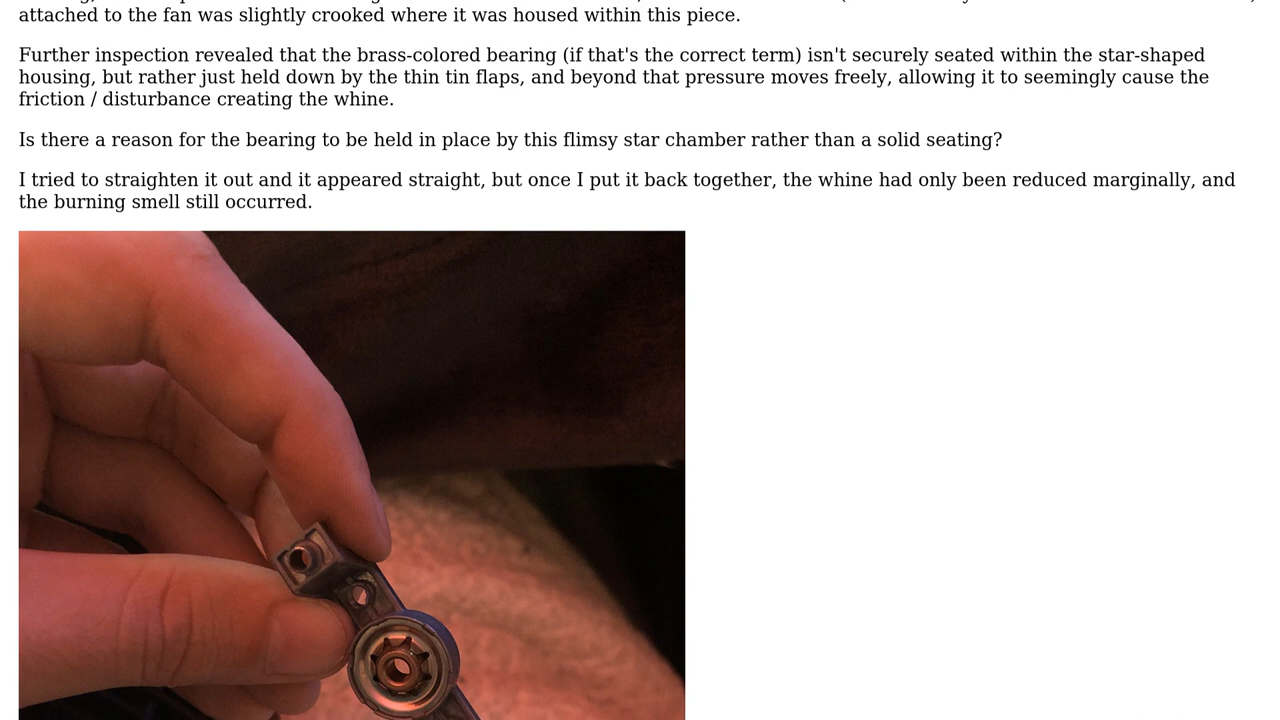 attached to the fan was slightly crooked where it was housed within this piece.
Further inspection revealed that the brass-colored bearing (if that's the correct term) isn't securely seated within the star-shaped
housing, but rather just held down by the thin tin flaps, and beyond that pressure moves freely, allowing it to seemingly cause the
friction / disturbance creating the whine.
Is there a reason for the bearing to be held in place by this flimsy star chamber rather than a solid seating?
I tried to straighten it out and it appeared straight, but once I put it back together, the whine had only been reduced marginally, and
the burning smell still occurred.